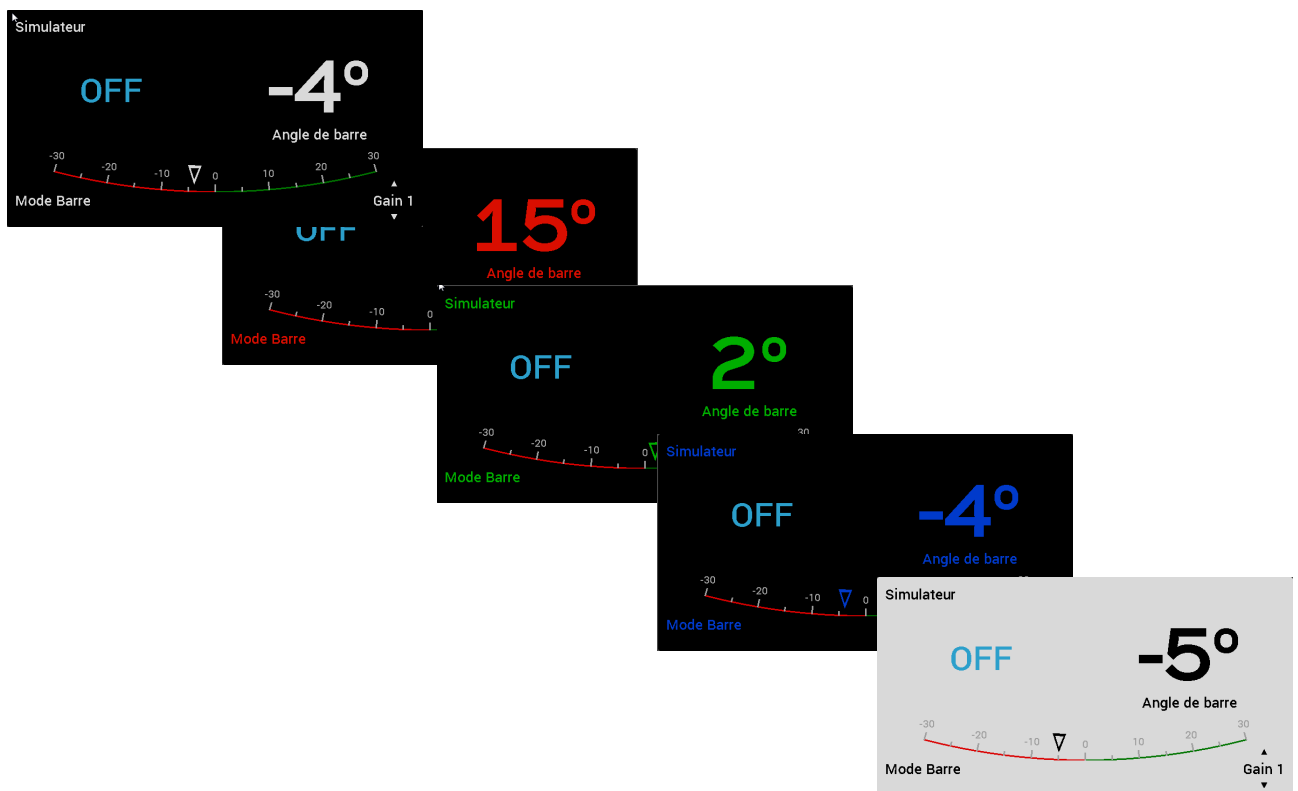 Simulateur
OFF
-4°
Angle de barre
-30 -20 -10 0 10 20 30
Mode Barre
Gain 1
OFF
15°
Angle de barre
-30 -20 -10 0
Mode Barre
Simulateur
OFF
2°
Angle de barre
-30 -20 -10 0 30
Mode Barre
Simulateur
OFF
-4°
Angle de barre
-30 -20 -10 0
Mode Barre
Simulateur
OFF
-5°
Angle de barre
-30 -20 -10 0 10 20 30
Mode Barre
Gain 1